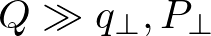 Q ≫ q⊥, P⊥